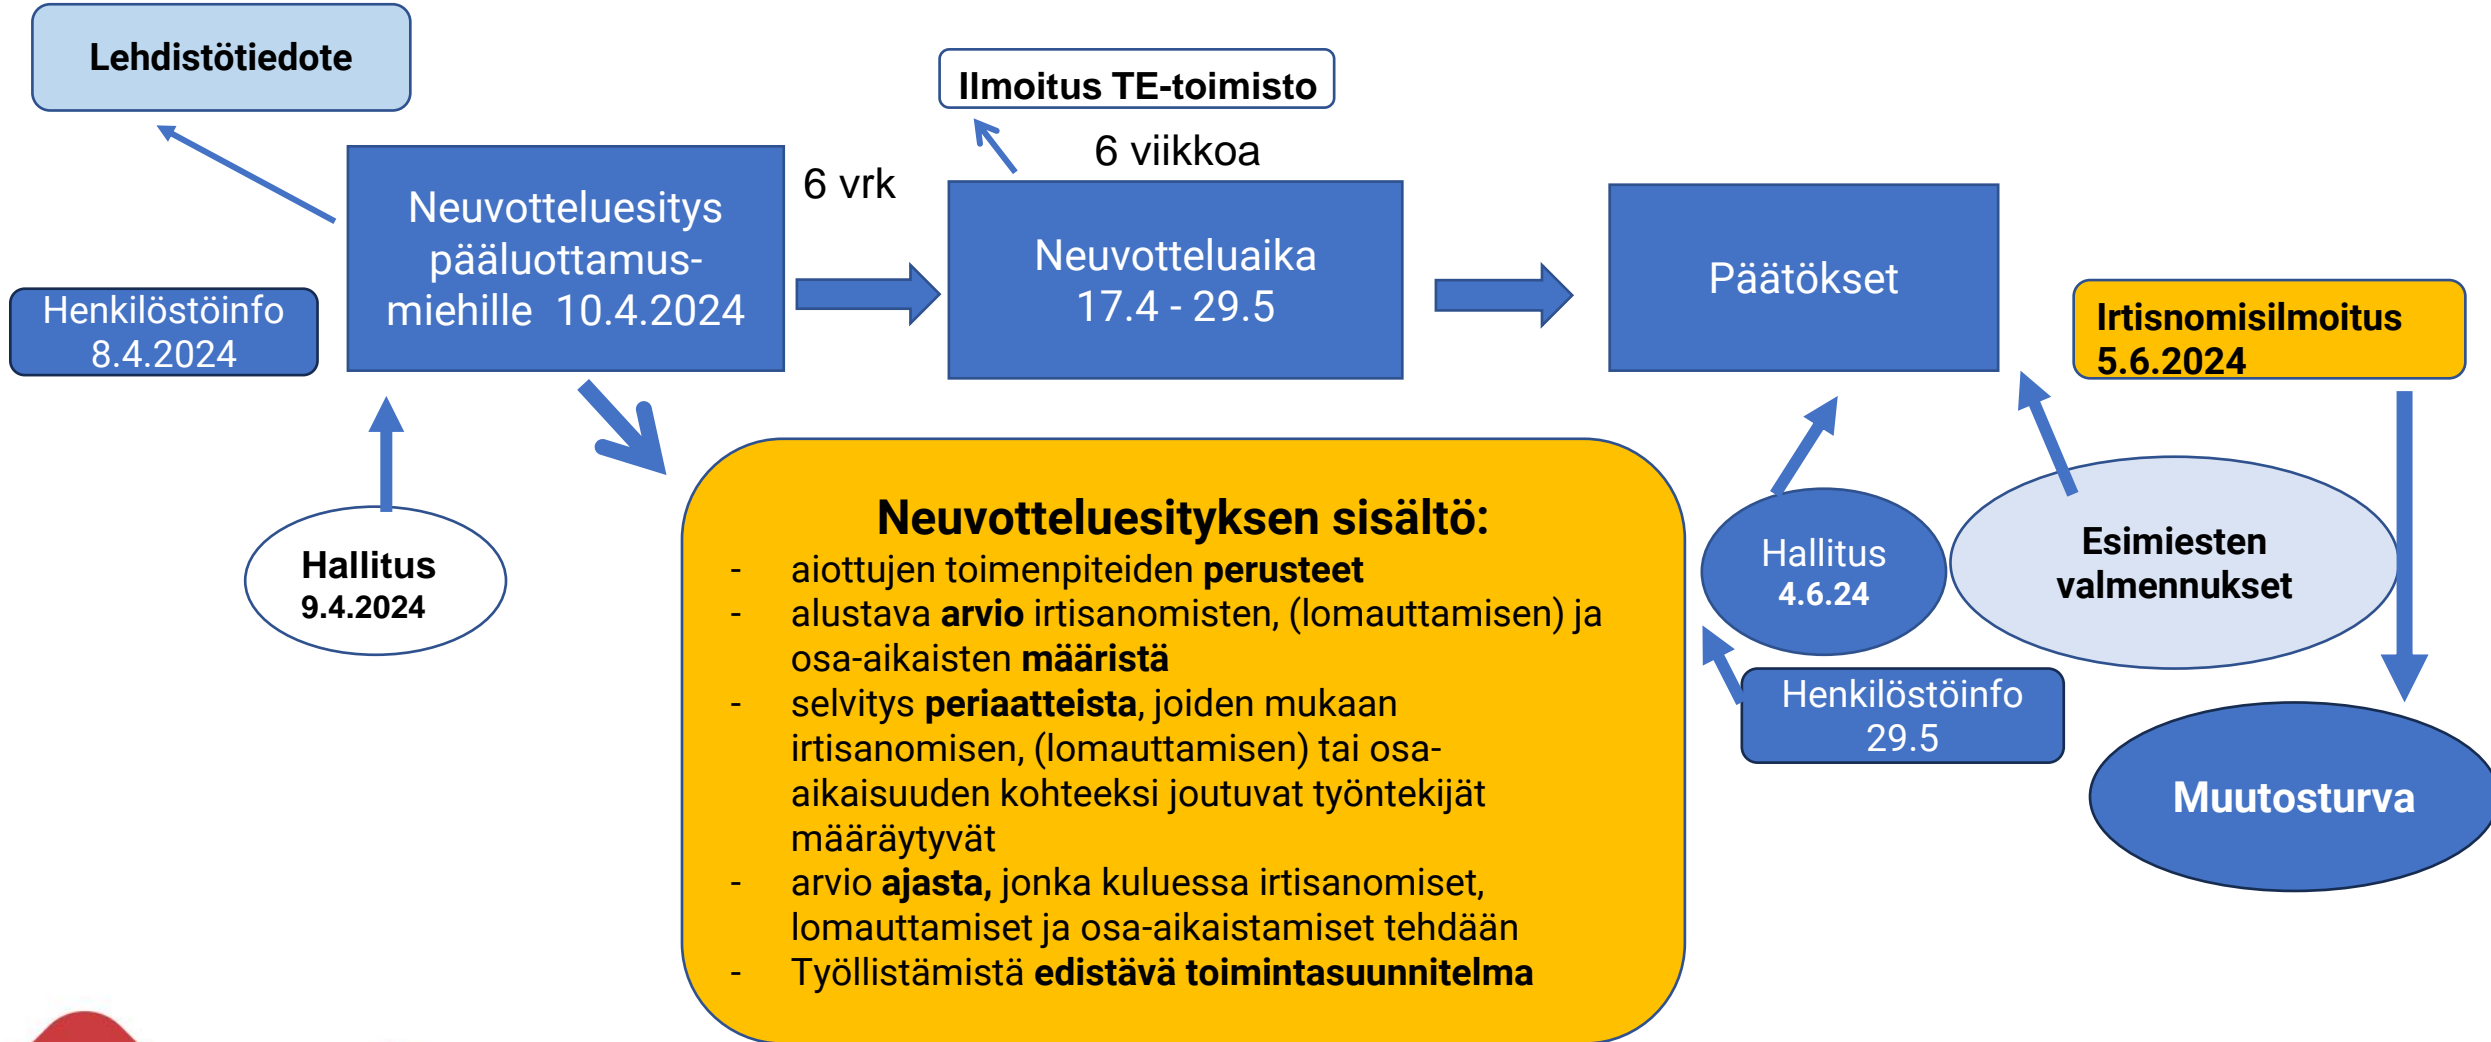 Lehdistötiedote
Ilmoitus TE-toimisto
6 viikkoa
6 vrk
Neuvotteluesitys
pääluottamus-
miehille 10.4.2024
Neuvotteluaika
17.4 - 29.5
Päätökset
Henkilöstöinfo
8.4.2024
Irtisnomisilmoitus
5.6.2024
Hallitus
9.4.2024
Neuvotteluesityksen sisältö:
- aiottujen toimenpiteiden perusteet
- alustava arvio irtisanomisten, (lomauttamisen) ja
osa-aikaisten määristä
- selvitys periaatteista, joiden mukaan
irtisanomisen, (lomauttamisen) tai osa-
aikaisuuden kohteeksi joutuvat työntekijät
määräytyvät
- arvio ajasta, jonka kuluessa irtisanomiset,
lomauttamiset ja osa-aikaistamiset tehdään
- Työllistämistä edistävä toimintasuunnitelma
Hallitus
4.6.24
Esimiesten
valmennukset
Henkilöstöinfo
29.5
Muutosturva